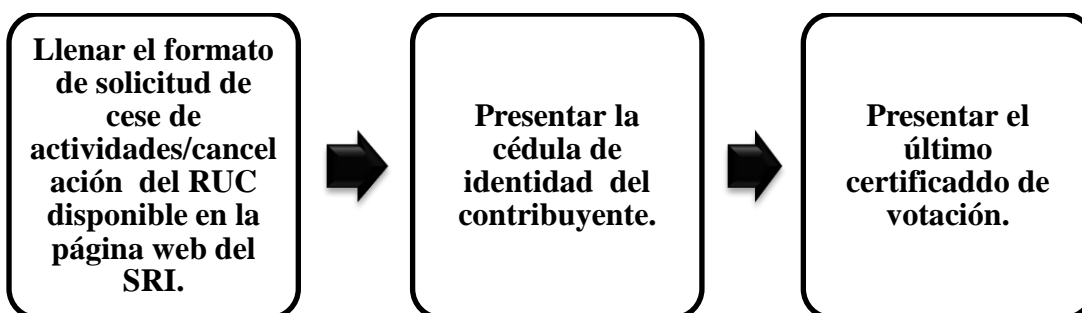 Llenar el formato
de solicitud de
cese de
actividades/cancel
ación del RUC
disponible en la
página web del
SRI.
Presentar la
cédula de
identidad del
contribuyente.
Presentar el
último
certificaddo de
votación.